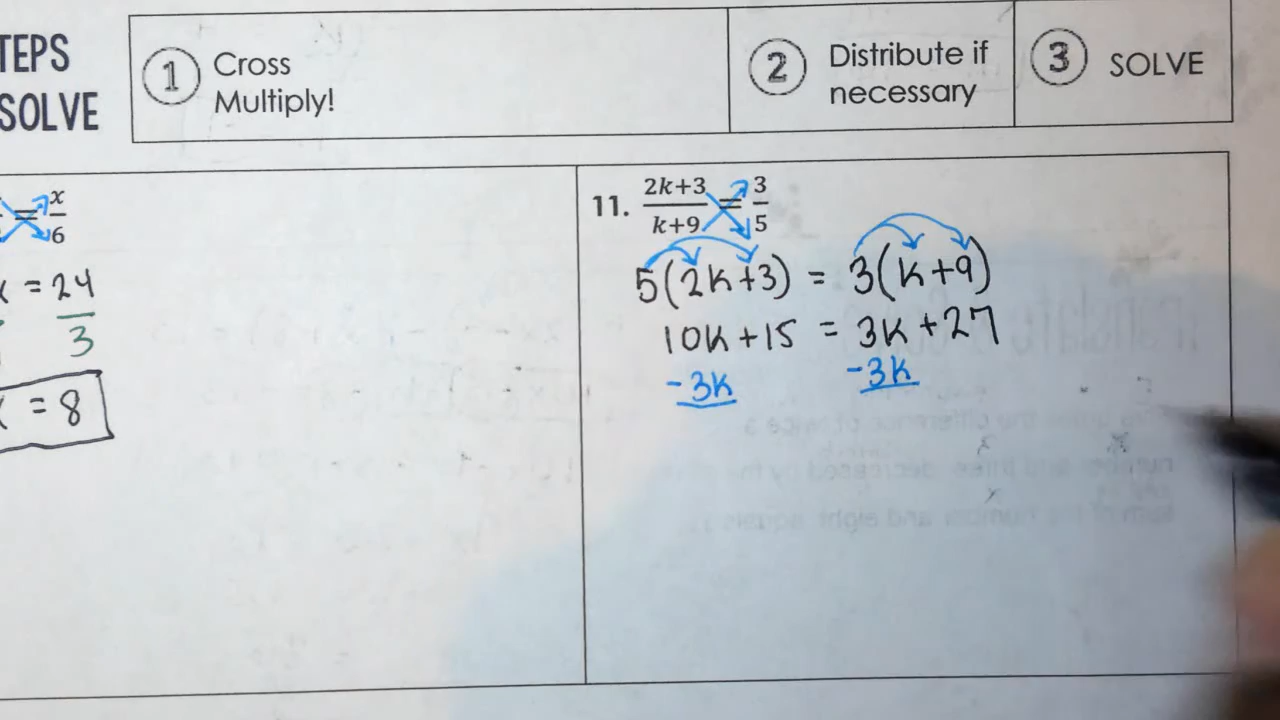 TEPS
SOLVE
1 Cross
Multiply!
2 Distribute if
necessary
3 SOLVE
= x/6
x = 24
3
x = 8
11. 2k+3/k+9 = 3/5
5(2k+3) = 3(k+9)
10k+15 = 3k+27
-3k -3k